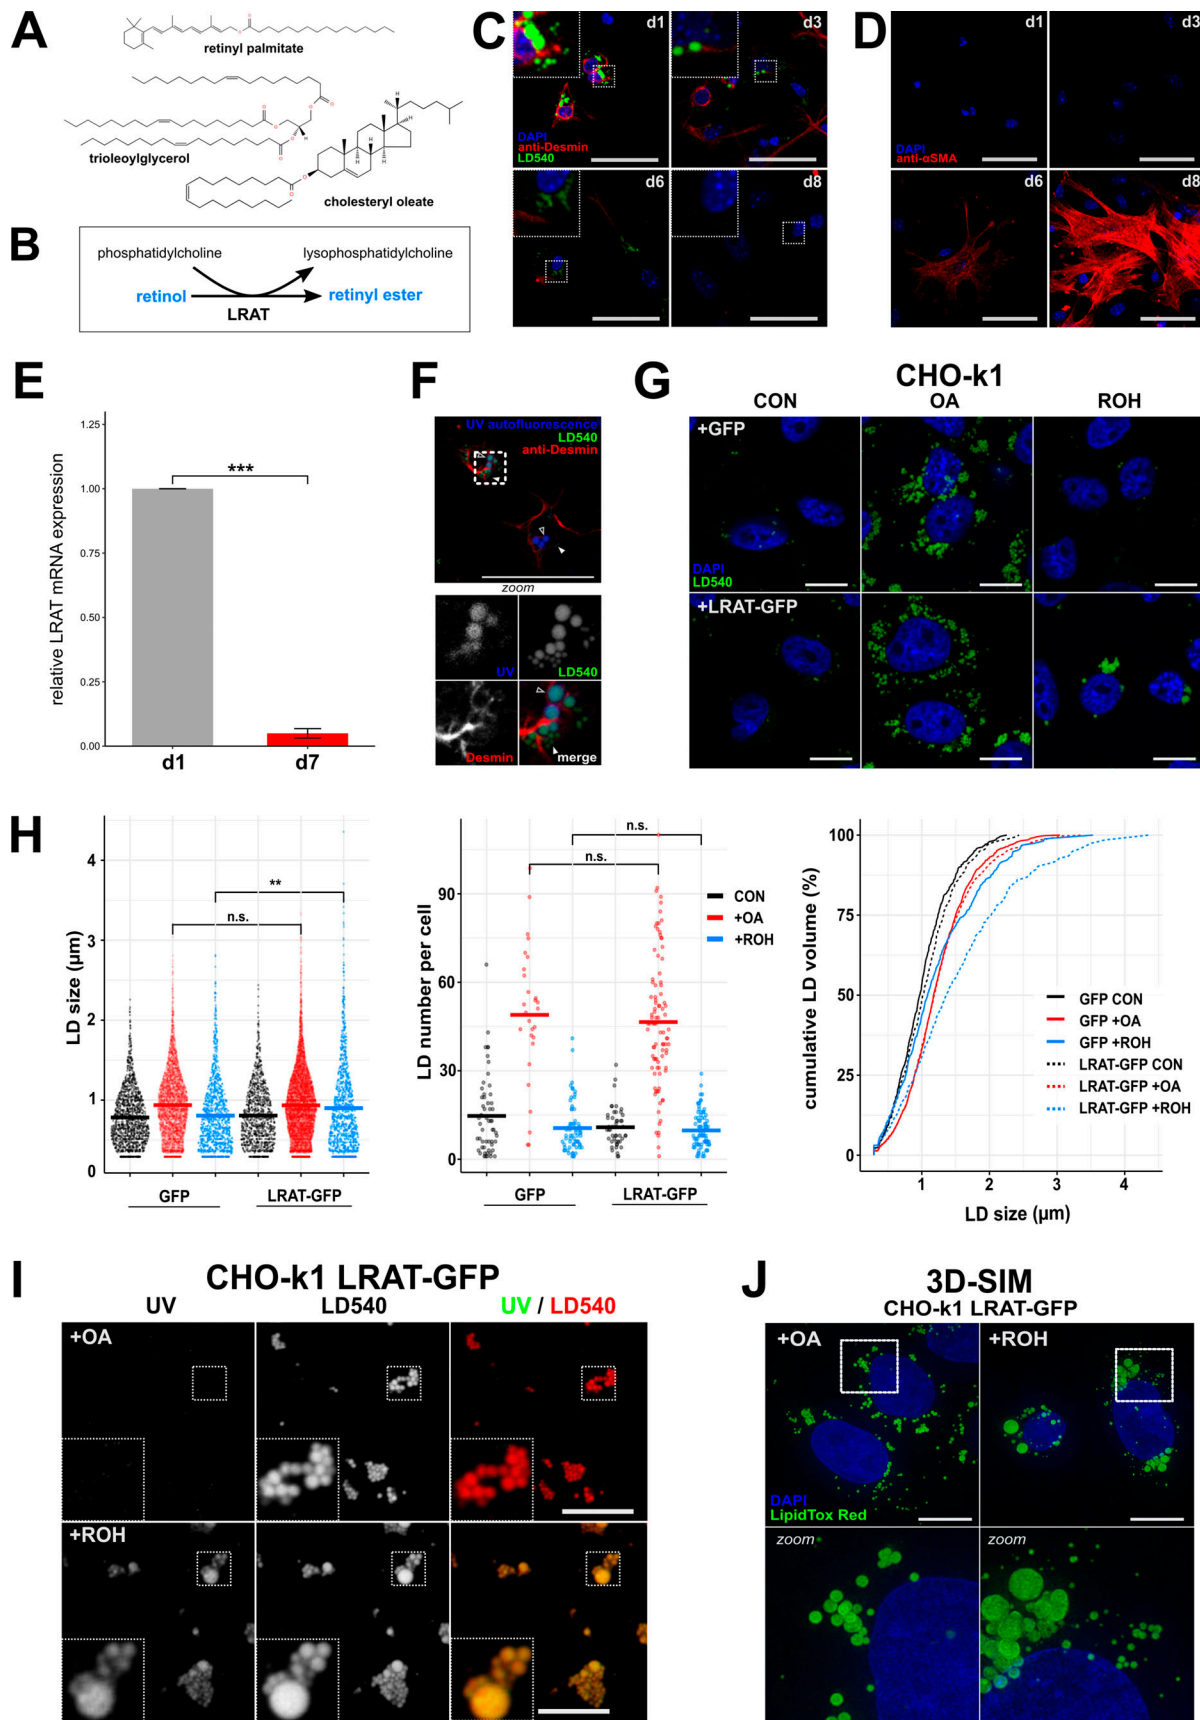 A
retinyl palmitate
trioleoylglycerol
cholesteryl oleate
B
phosphatidylcholine
lysophosphatidylcholine
retinol
retinyl ester
LRAT
C
d1
d3
DAPI
anti-Desmin
LD540
d6
d8
D
d1
d3
DAPI
anti-αSMA
d6
d8
E
relative LRAT mRNA expression
1.25
1.00
0.75
0.50
0.25
0.00
***
d1
d7
F
UV autofluorescence
LD540
anti-Desmin
zoom
UV
LD540
Desmin
merge
G
CHO-k1
CON
OA
ROH
+GFP
DAPI
LD540
+LRAT-GFP
H
LD size (µm)
4
3
2
1
0
n.s.
**
GFP
LRAT-GFP
LD number per cell
90
60
30
0
n.s.
n.s.
CON
+OA
+ROH
GFP
LRAT-GFP
cumulative LD volume (%)
100
75
50
25
0
GFP CON
GFP +OA
GFP +ROH
LRAT-GFP CON
LRAT-GFP +OA
LRAT-GFP +ROH
1
2
3
4
LD size (µm)
I
CHO-k1 LRAT-GFP
UV
LD540
UV / LD540
+OA
+ROH
J
3D-SIM
CHO-k1 LRAT-GFP
+OA
+ROH
DAPI
LipidTox Red
zoom
zoom